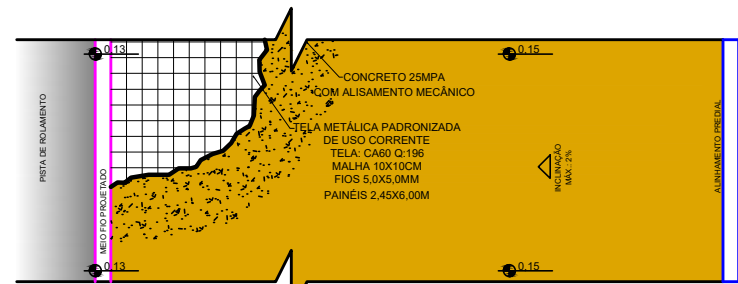 0.13
0.15
CONCRETO 25MPA
COM ALISAMENTO MECÂNICO
TELA METÁLICA PADRONIZADA
DE USO CORRENTE
TELA: CA60 Q:196
MALHA 10X10CM
FIOS 5,0X5,0MM
PAINÉIS 2,45X6,00M
PISTA DE ROLAMENTO
MEIO FIO PROJETADO
INCLINAÇÃO
MÁX.: 2%
ALINHAMENTO PREDIAL
0.13
0.15